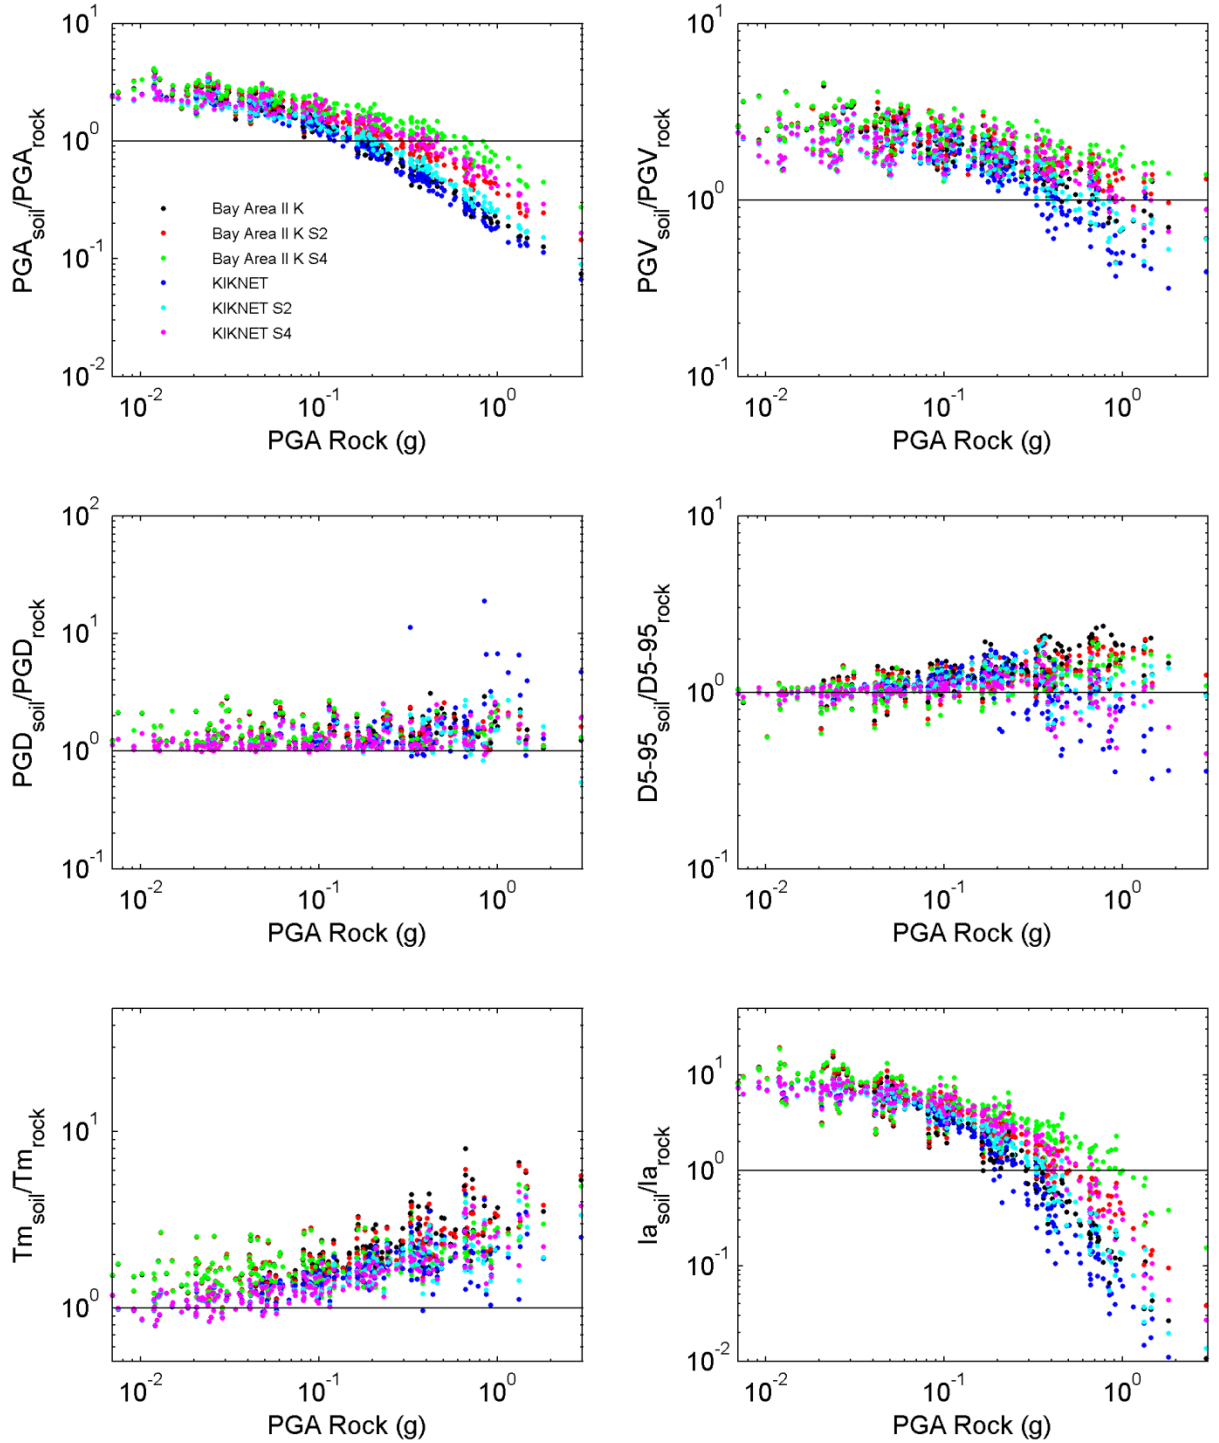 10^1
10^0
10^-1
10^-2
PGA_soil/PGA_rock
Bay Area II K
Bay Area II K S2
Bay Area II K S4
KIKNET
KIKNET S2
KIKNET S4
10^-2 10^-1 10^0
PGA Rock (g)
10^1
10^0
10^-1
PGV_soil/PGV_rock
10^-2 10^-1 10^0
PGA Rock (g)
10^2
10^1
10^0
10^-1
PGD_soil/PGD_rock
10^-2 10^-1 10^0
PGA Rock (g)
10^1
10^0
10^-1
D5-95_soil/D5-95_rock
10^-2 10^-1 10^0
PGA Rock (g)
10^1
10^0
Tm_soil/Tm_rock
10^-2 10^-1 10^0
PGA Rock (g)
10^1
10^0
10^-1
10^-2
Ia_soil/Ia_rock
10^-2 10^-1 10^0
PGA Rock (g)